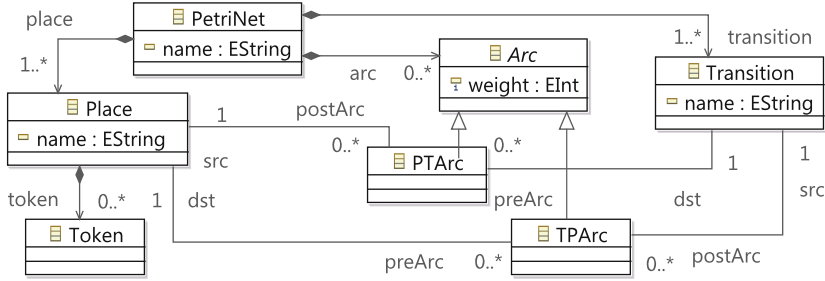 PetriNet
name : EString
place
1..*
arc
0..*
Arc
weight : EInt
1..*
transition
Transition
name : EString
Place
name : EString
1
postArc
0..*
src
PTArc
0..*
1
1
src
token
0..*
1
dst
preArc
dst
Token
TPArc
preArc
0..*
0..*
postArc